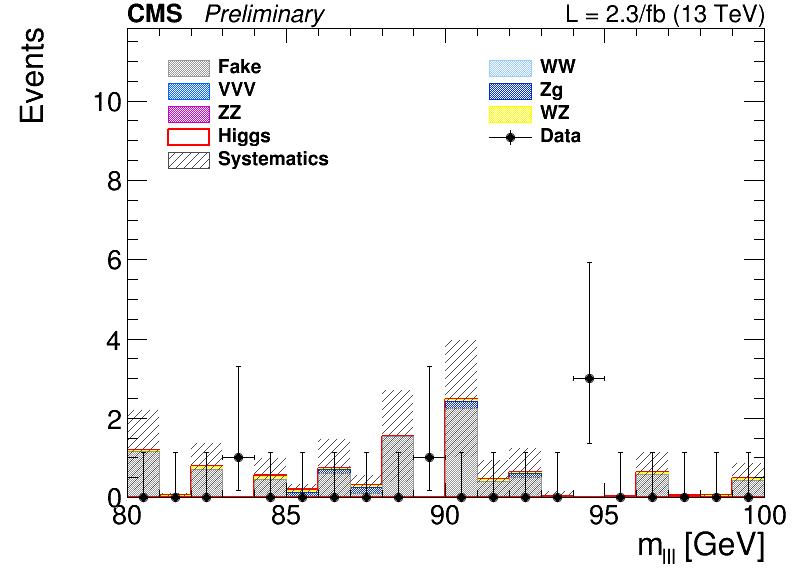 CMS Preliminary L = 2.3/fb (13 TeV)
Events
Fake
VVV
ZZ
Higgs
Systematics
WW
Zg
WZ
Data
10
8
6
4
2
0
80 85 90 95 100
m_lll [GeV]